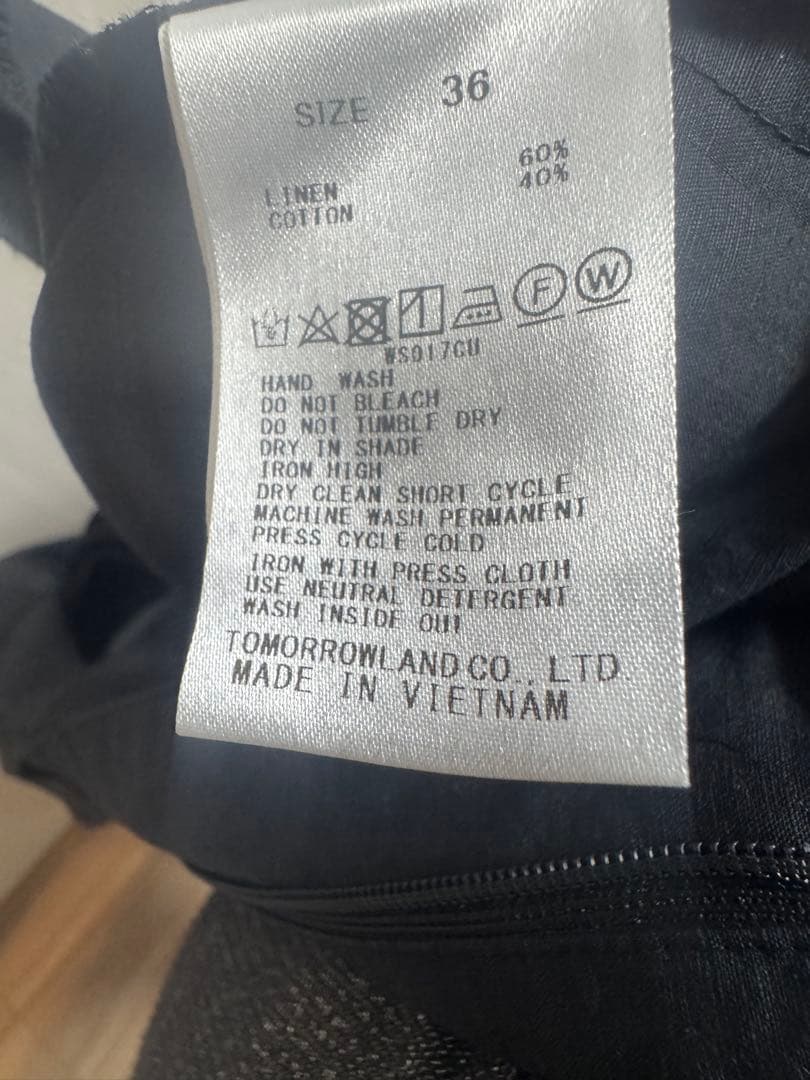 SIZE 36
LINEN 60%
COTTON 40%
F W
WS017CU
HAND WASH
DO NOT BLEACH
DO NOT TUMBLE DRY
DRY IN SHADE
IRON HIGH
DRY CLEAN SHORT CYCLE
MACHINE WASH PERMANENT
PRESS CYCLE COLD
IRON WITH PRESS CLOTH
USE NEUTRAL DETERGENT
WASH INSIDE OUT
TOMORROWLAND CO., LTD
MADE IN VIETNAM